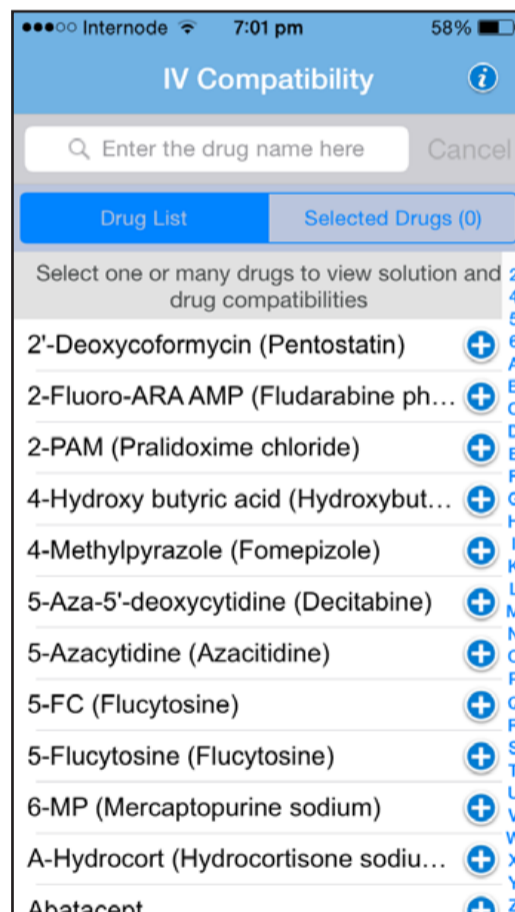 Internode 7:01 pm 58%
IV Compatibility
Enter the drug name here Cancel
Drug List Selected Drugs (0)
Select one or many drugs to view solution and
drug compatibilities
2'-Deoxycoformycin (Pentostatin)
2-Fluoro-ARA AMP (Fludarabine ph...
2-PAM (Pralidoxime chloride)
4-Hydroxy butyric acid (Hydroxybut...
4-Methylpyrazole (Fomepizole)
5-Aza-5'-deoxycytidine (Decitabine)
5-Azacytidine (Azacitidine)
5-FC (Flucytosine)
5-Flucytosine (Flucytosine)
6-MP (Mercaptopurine sodium)
A-Hydrocort (Hydrocortisone sodiu...
Abatacept